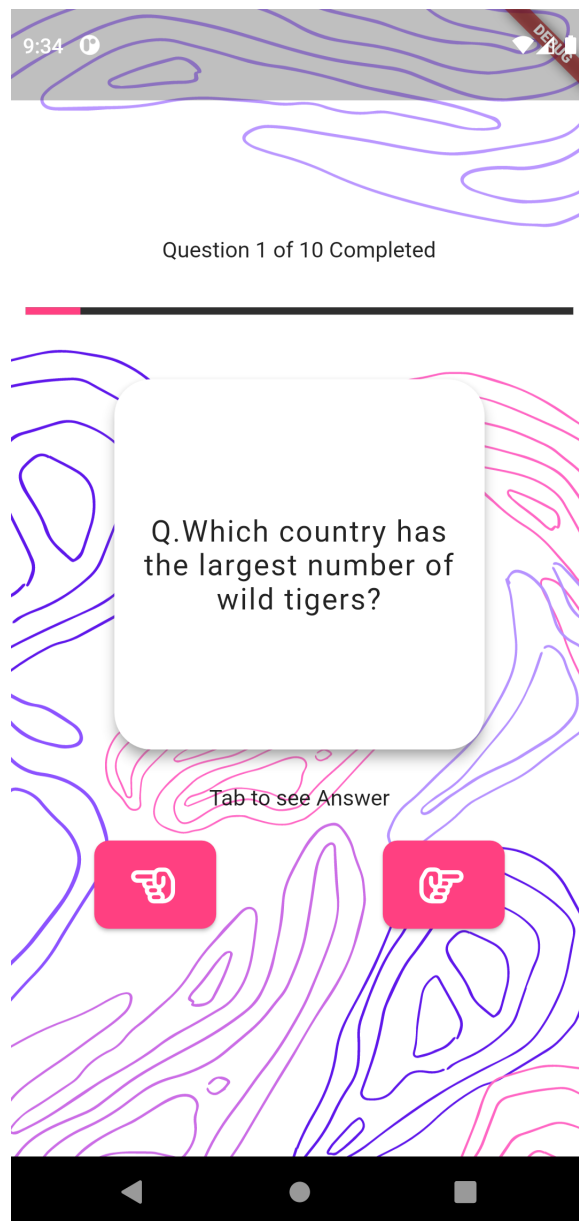 9:34
DEBUG
Question 1 of 10 Completed
Q.Which country has
the largest number of
wild tigers?
Tab to see Answer